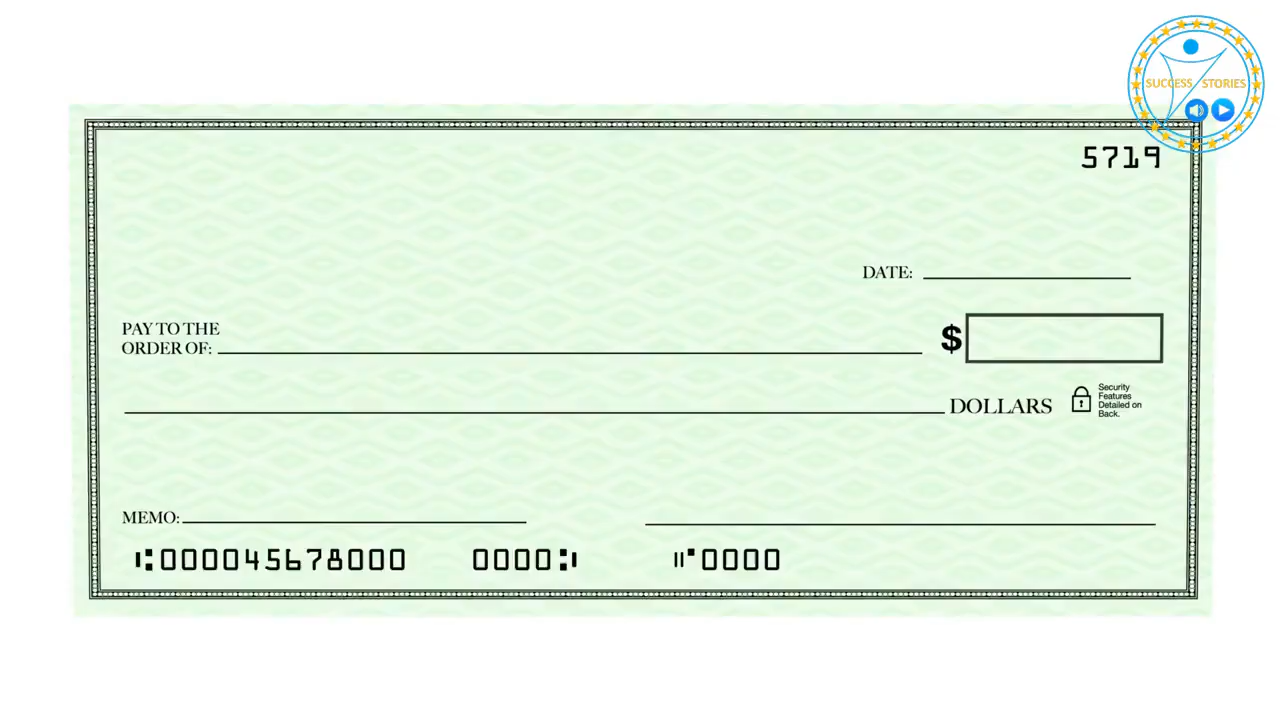 SUCCESS STORIES
5719
DATE:
PAY TO THE
ORDER OF:
$
DOLLARS
Security
Features
Detailed on
Back.
MEMO:
⑆000045678000 0000⑆ ⑈0000